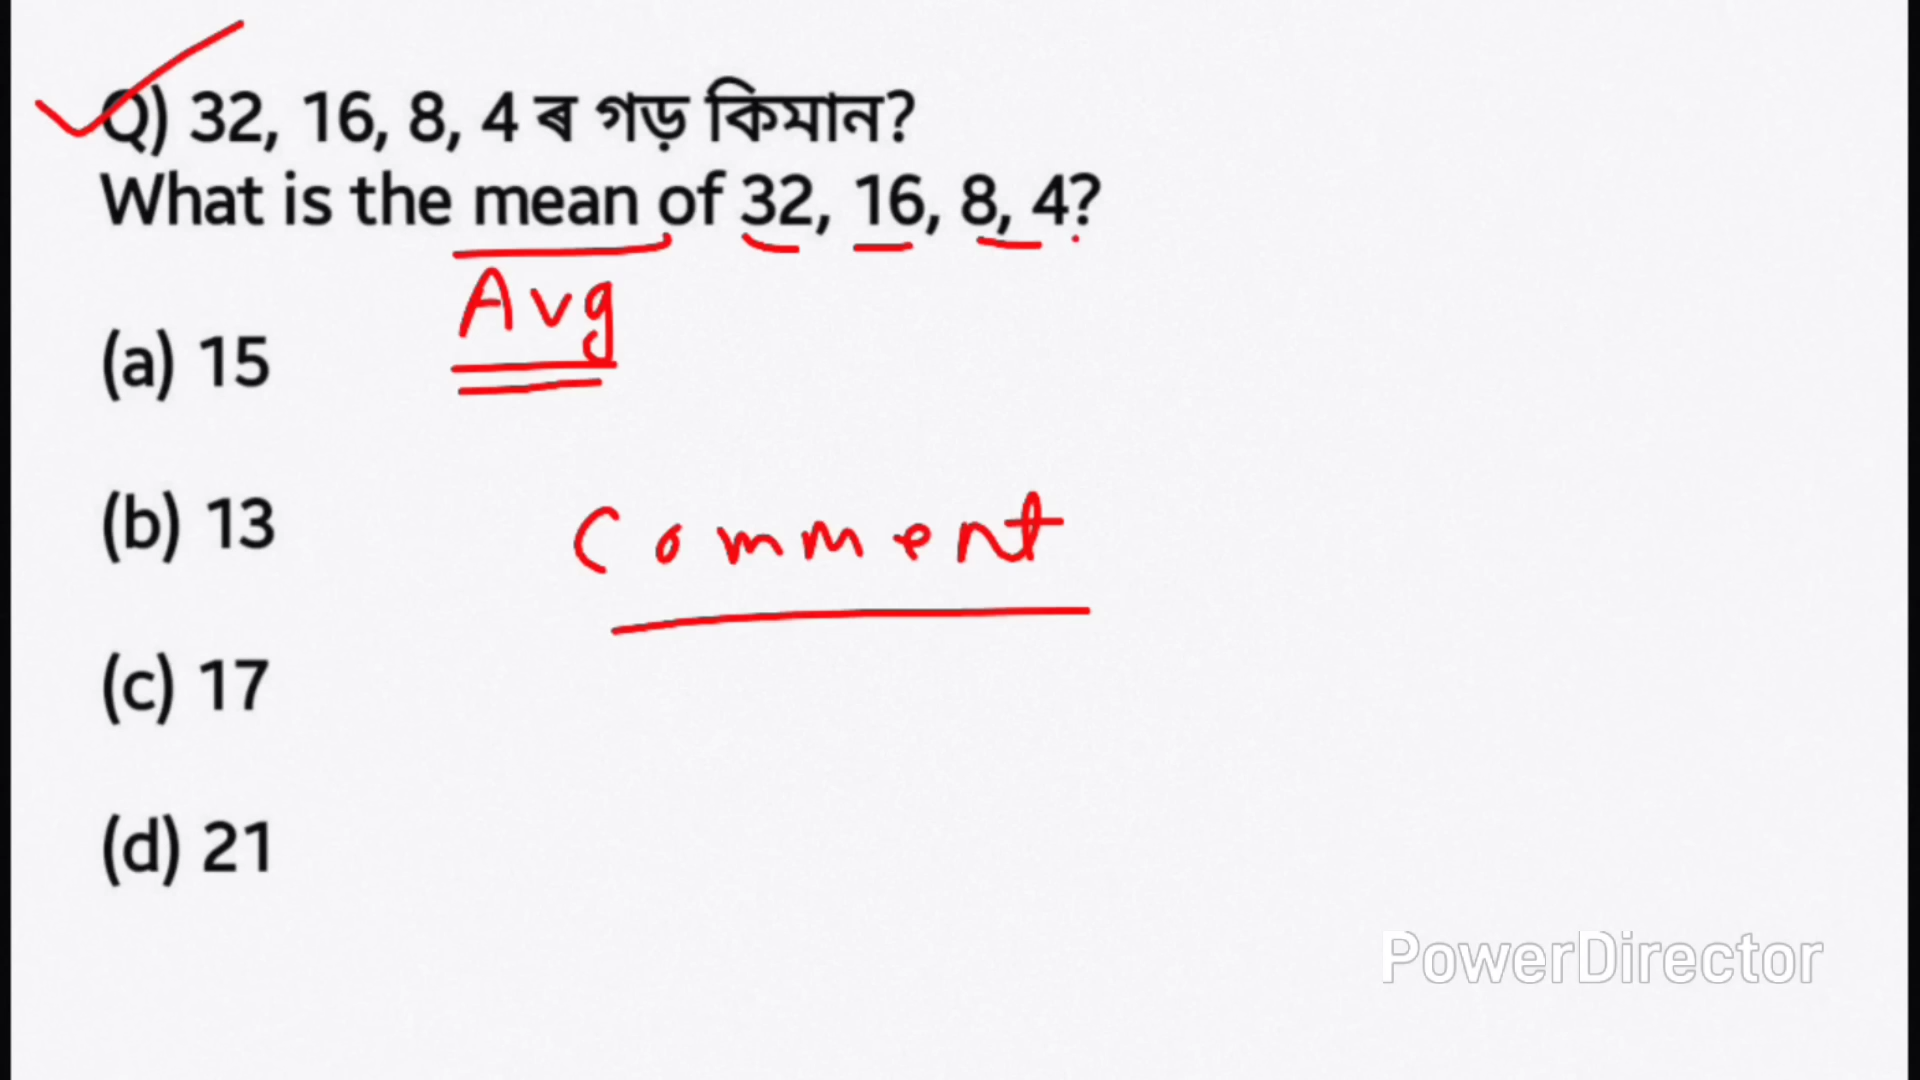 Q) 32, 16, 8, 4 ৰ গড় কিমান?
What is the mean of 32, 16, 8, 4?
Avg
(a) 15
(b) 13
Comment
(c) 17
(d) 21
PowerDirector